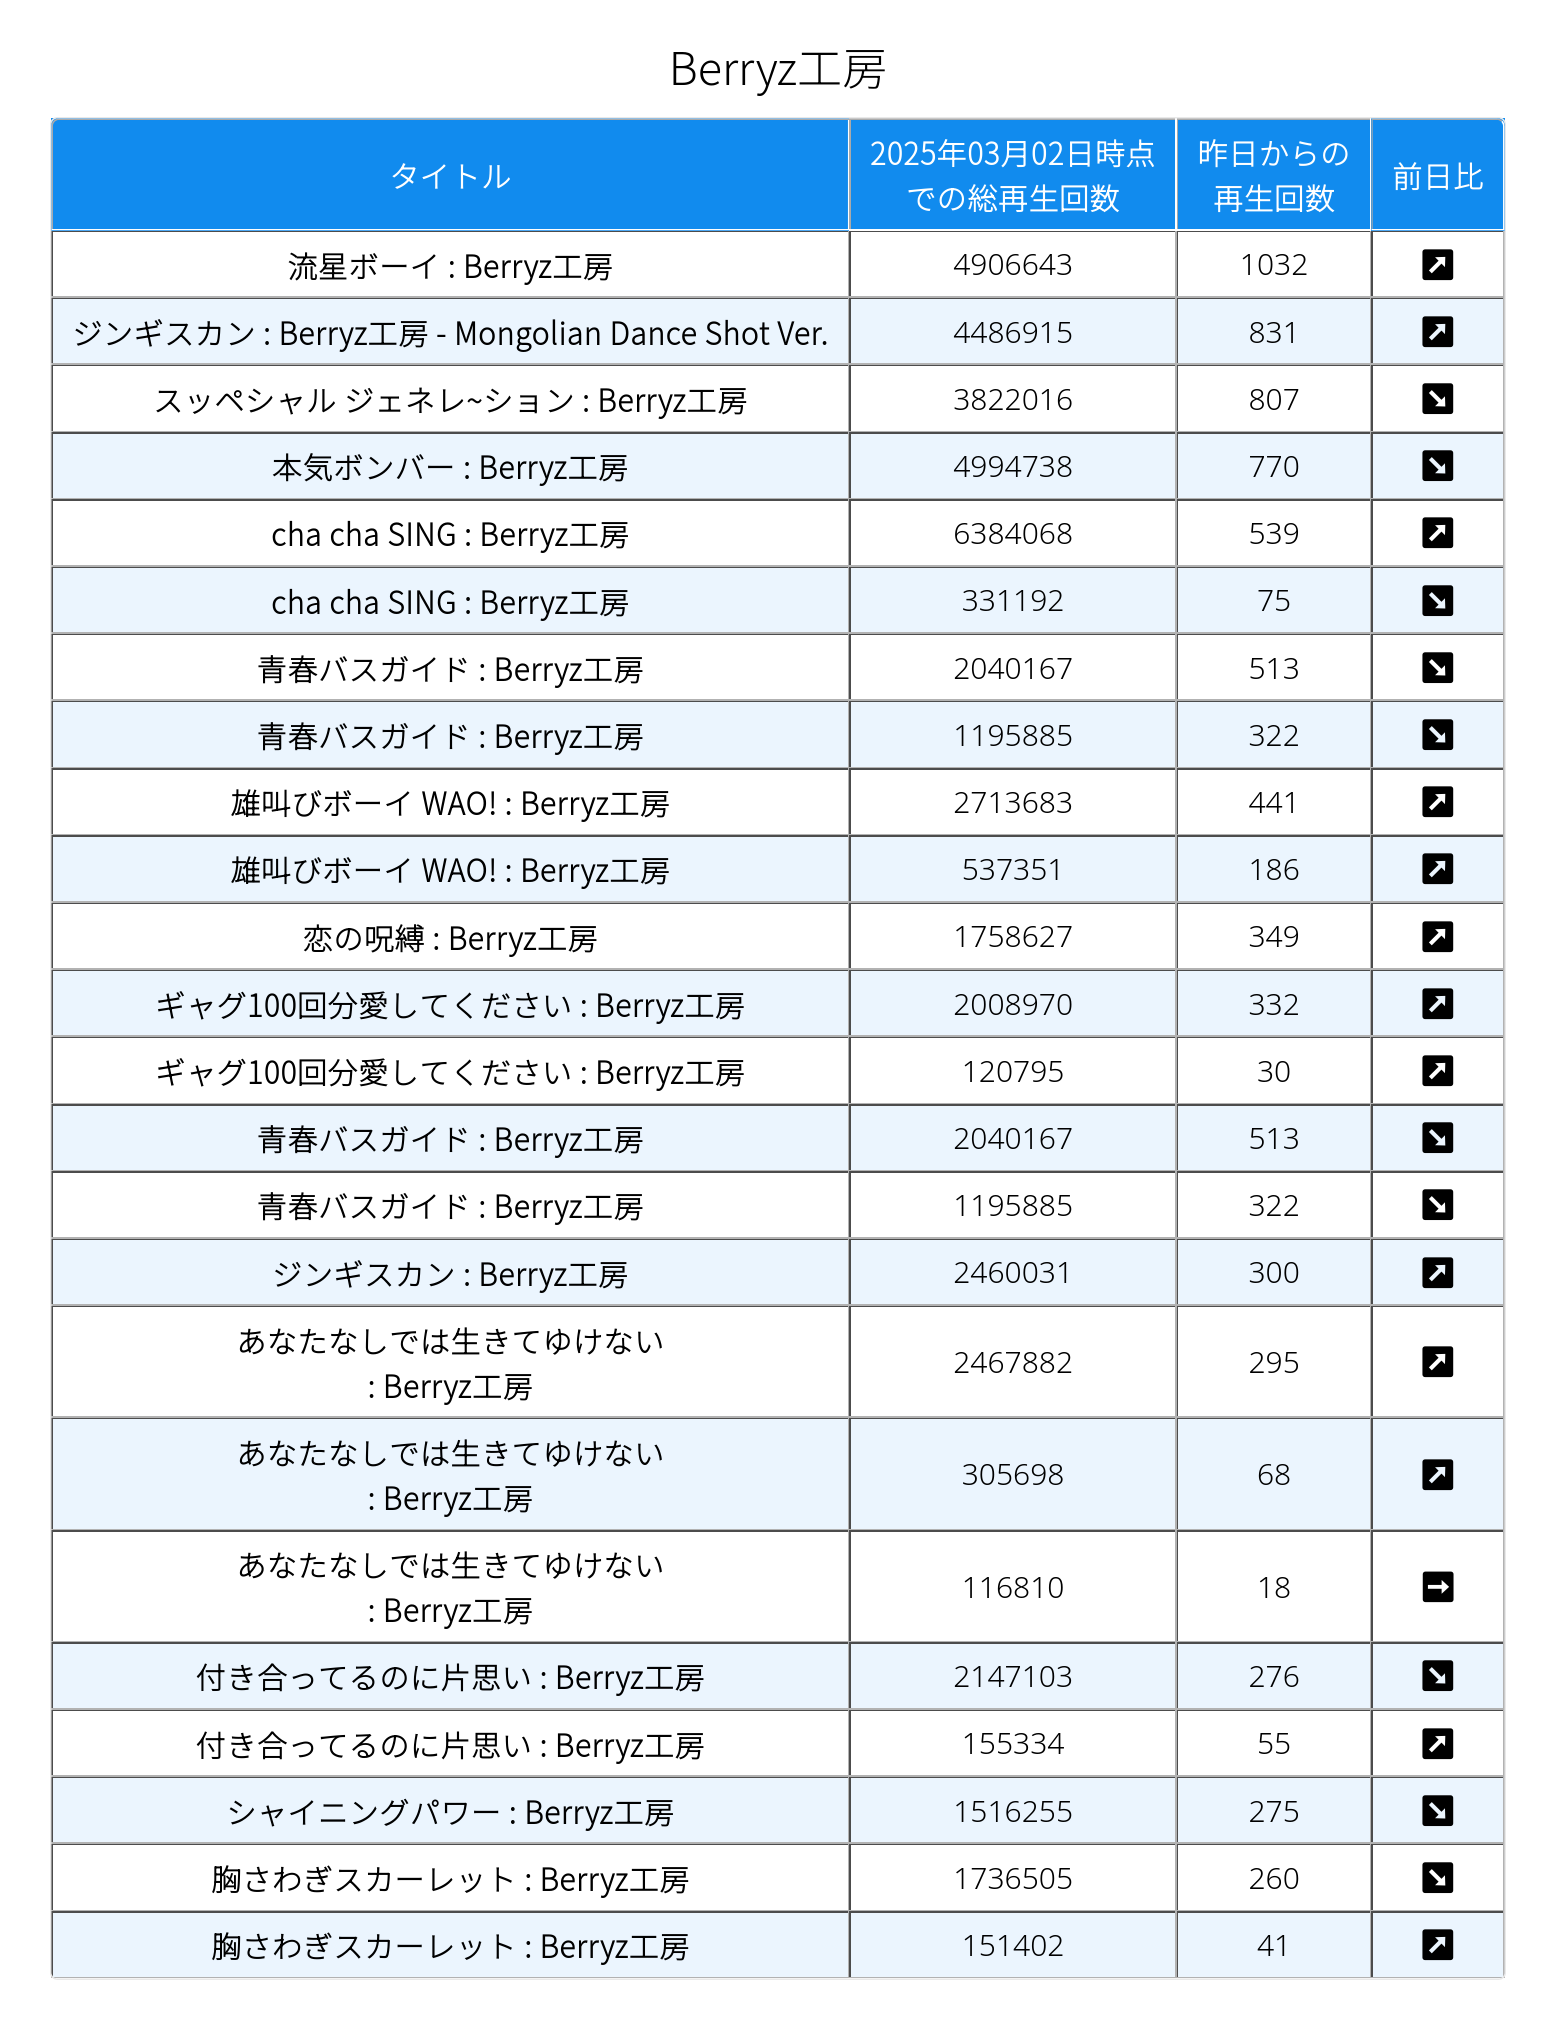 Berryz工房
タイトル 2025年03月02日時点 昨日からの 前日比
での総再生回数 再生回数
流星ボーイ : Berryz工房 4906643 1032 ↗
ジンギスカン : Berryz工房 - Mongolian Dance Shot Ver. 4486915 831 ↗
スッペシャル ジェネレ~ション : Berryz工房 3822016 807 ↘
本気ボンバー : Berryz工房 4994738 770 ↘
cha cha SING : Berryz工房 6384068 539 ↗
cha cha SING : Berryz工房 331192 75 ↘
青春バスガイド : Berryz工房 2040167 513 ↘
青春バスガイド : Berryz工房 1195885 322 ↘
雄叫びボーイ WAO! : Berryz工房 2713683 441 ↗
雄叫びボーイ WAO! : Berryz工房 537351 186 ↗
恋の呪縛 : Berryz工房 1758627 349 ↗
ギャグ100回分愛してください : Berryz工房 2008970 332 ↗
ギャグ100回分愛してください : Berryz工房 120795 30 ↗
青春バスガイド : Berryz工房 2040167 513 ↘
青春バスガイド : Berryz工房 1195885 322 ↘
ジンギスカン : Berryz工房 2460031 300 ↗
あなたなしでは生きてゆけない
: Berryz工房 2467882 295 ↗
あなたなしでは生きてゆけない
: Berryz工房 305698 68 ↗
あなたなしでは生きてゆけない
: Berryz工房 116810 18 →
付き合ってるのに片思い : Berryz工房 2147103 276 ↘
付き合ってるのに片思い : Berryz工房 155334 55 ↗
シャイニングパワー : Berryz工房 1516255 275 ↘
胸さわぎスカーレット : Berryz工房 1736505 260 ↘
胸さわぎスカーレット : Berryz工房 151402 41 ↗